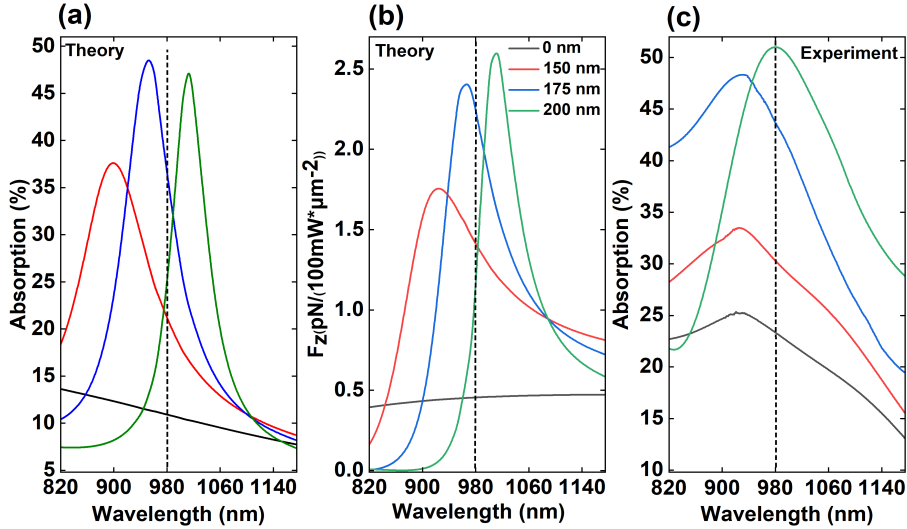 (a)
Theory
Absorption (%)
50
45
40
35
30
25
20
15
10
5
820 900 980 1060 1140
Wavelength (nm)
(b)
Theory
0 nm
150 nm
175 nm
200 nm
Fz(pN/(100mW*μm-2))
2.5
2.0
1.5
1.0
0.5
0.0
820 900 980 1060 1140
Wavelength (nm)
(c)
Experiment
Absorption (%)
50
45
40
35
30
25
20
15
10
820 900 980 1060 1140
Wavelength (nm)